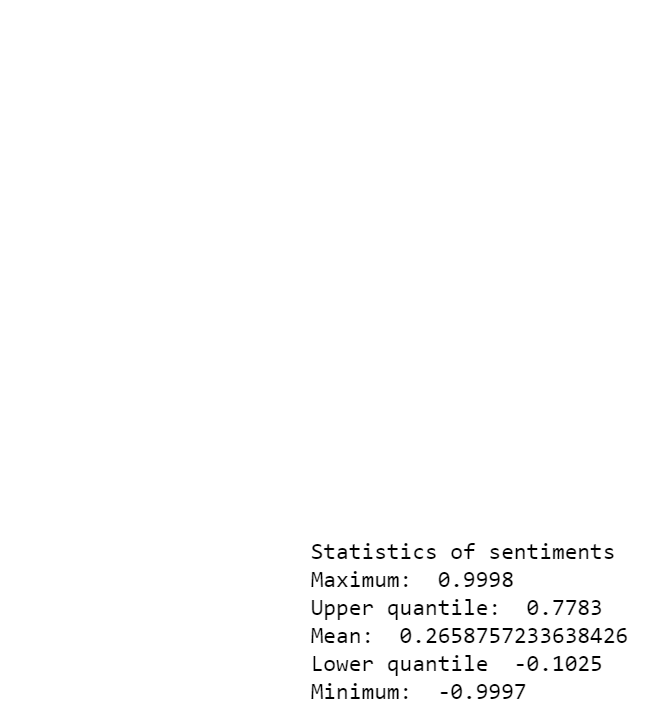 Statistics of sentiments
Maximum:  0.9998
Upper quantile:  0.7783
Mean:  0.2658757233638426
Lower quantile  -0.1025
Minimum:  -0.9997